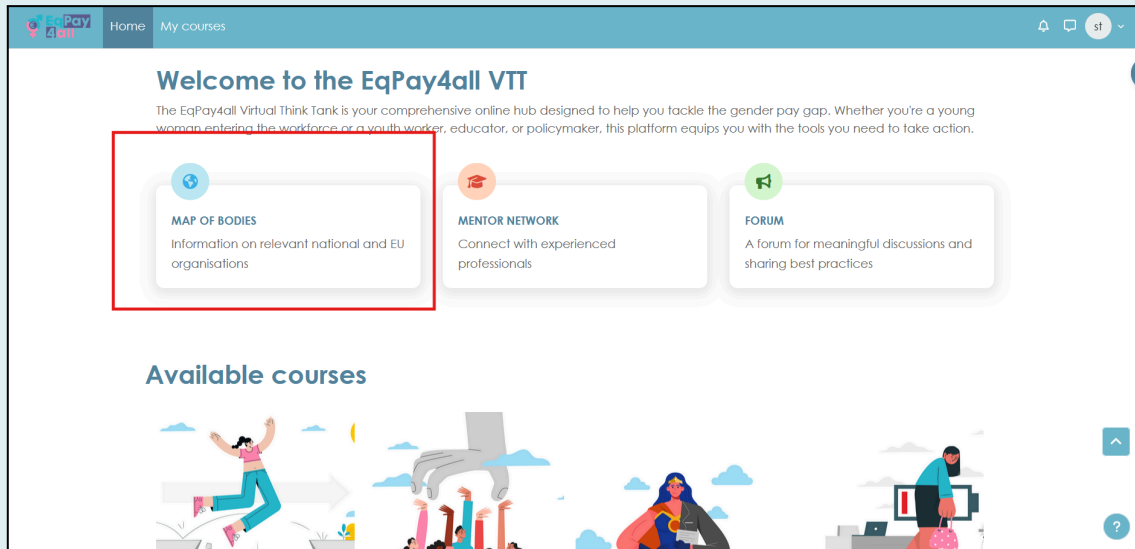 EqPay
4all
Home My courses
st
Welcome to the EqPay4all VTT
The EqPay4all Virtual Think Tank is your comprehensive online hub designed to help you tackle the gender pay gap. Whether you're a young
woman entering the workforce or a youth worker, educator, or policymaker, this platform equips you with the tools you need to take action.
MAP OF BODIES
Information on relevant national and EU
organisations
MENTOR NETWORK
Connect with experienced
professionals
FORUM
A forum for meaningful discussions and
sharing best practices
Available courses
?